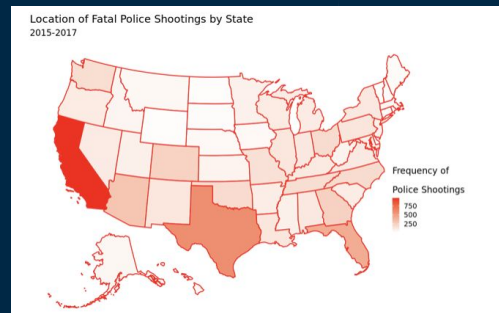 Location of Fatal Police Shootings by State
2015-2017
Frequency of
Police Shootings
750
500
250